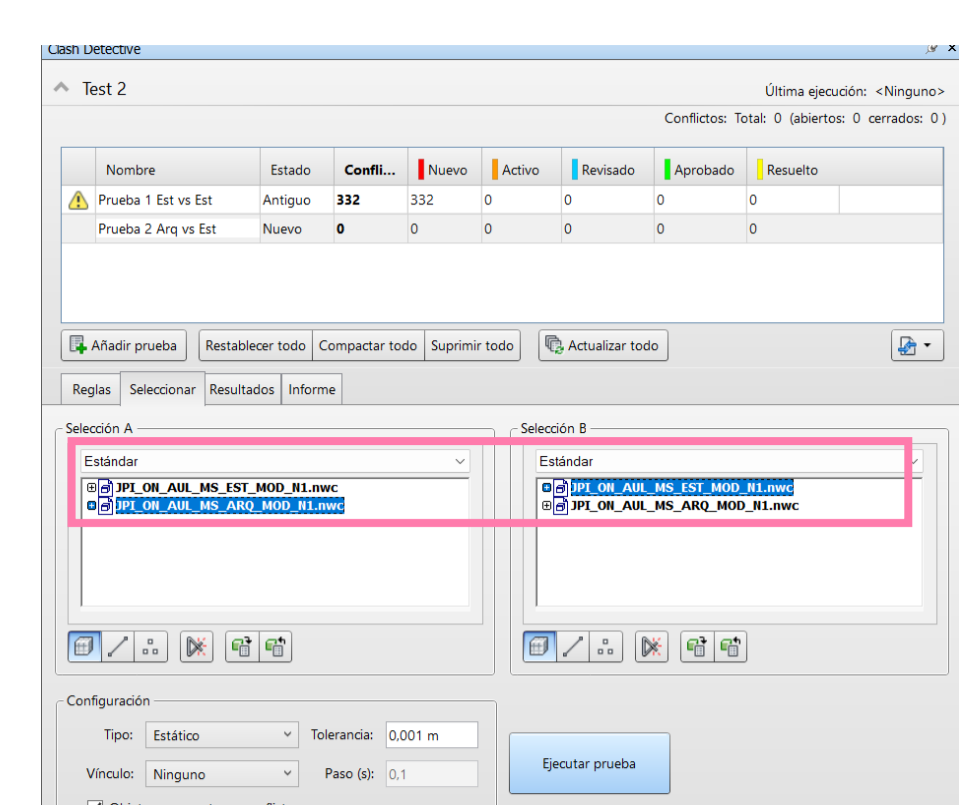 Clash Detective
Test 2
Última ejecución: <Ninguno>
Conflictos: Total: 0 (abiertos: 0 cerrados: 0 )
Nombre Estado Confli... Nuevo Activo Revisado Aprobado Resuelto
Prueba 1 Est vs Est Antiguo 332 332 0 0 0 0
Prueba 2 Arq vs Est Nuevo 0 0 0 0 0 0
Añadir prueba Restablecer todo Compactar todo Suprimir todo Actualizar todo
Reglas Seleccionar Resultados Informe
Selección A Selección B
Estándar Estándar
JPI_ON_AUL_MS_EST_MOD_N1.nwc JPI_ON_AUL_MS_EST_MOD_N1.nwc
JPI_ON_AUL_MS_ARQ_MOD_N1.nwc JPI_ON_AUL_MS_ARQ_MOD_N1.nwc
Configuración
Tipo: Estático Tolerancia: 0,001 m
Ejecutar prueba
Vínculo: Ninguno Paso (s): 0,1